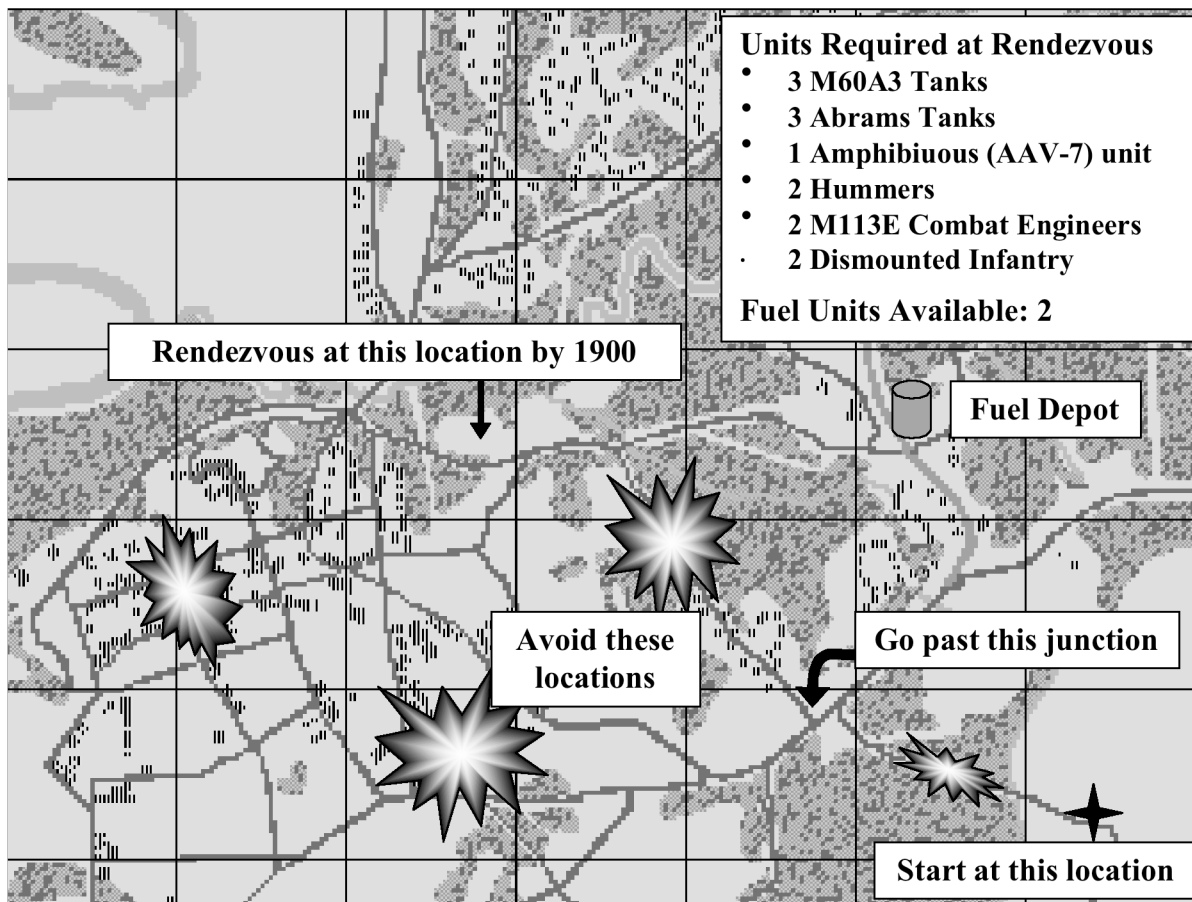 Units Required at Rendezvous
• 3 M60A3 Tanks
• 3 Abrams Tanks
• 1 Amphibiuous (AAV-7) unit
• 2 Hummers
• 2 M113E Combat Engineers
· 2 Dismounted Infantry
Fuel Units Available: 2
Rendezvous at this location by 1900
Fuel Depot
Avoid these
locations
Go past this junction
Start at this location